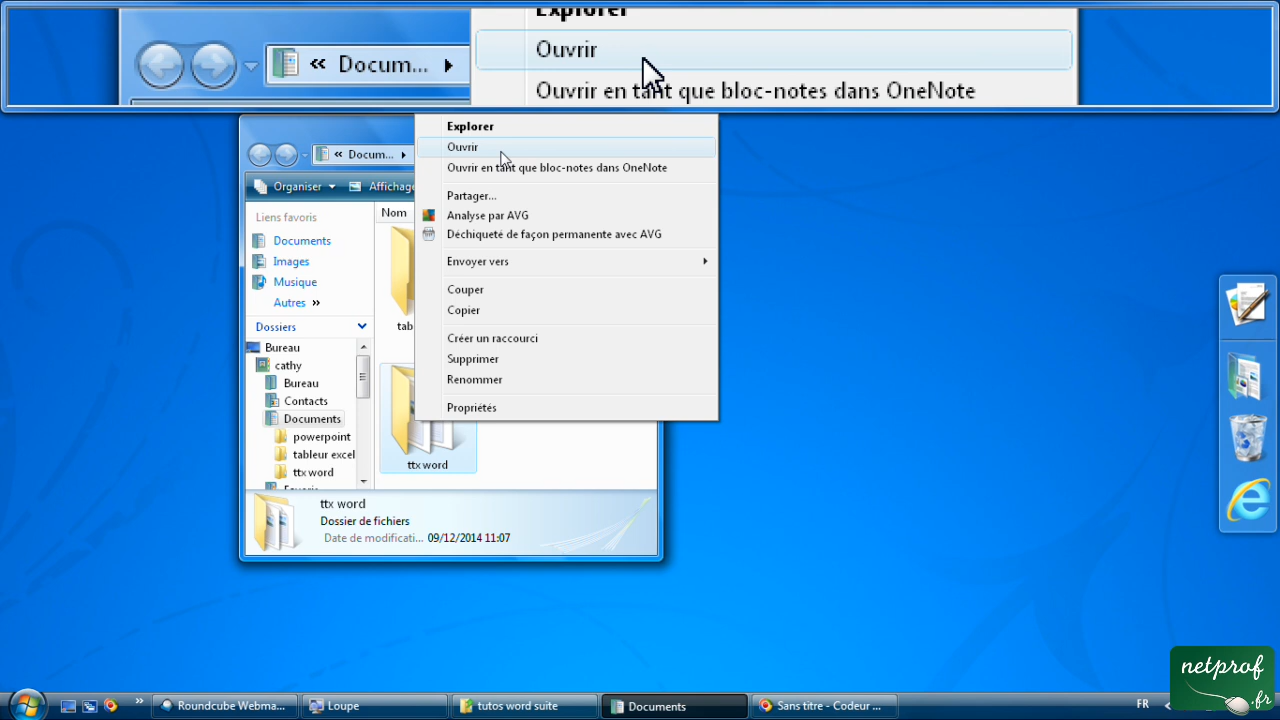 Explorer
Docum...
Ouvrir
Ouvrir en tant que bloc-notes dans OneNote
Docum...
Organiser
Affichage
Liens favoris
Documents
Images
Musique
Autres »
Dossiers
Bureau
cathy
Bureau
Contacts
Documents
powerpoint
tableur excel
ttx word
Favoris
Nom
tab
ttx word
Explorer
Ouvrir
Ouvrir en tant que bloc-notes dans OneNote
Partager...
Analyse par AVG
Déchiqueté de façon permanente avec AVG
Envoyer vers
Couper
Copier
Créer un raccourci
Supprimer
Renommer
Propriétés
ttx word
Dossier de fichiers
Date de modificati... 09/12/2014 11:07
netprof
.fr
Roundcube Webma...
Loupe
tutos word suite
Documents
Sans titre - Codeur ...
FR